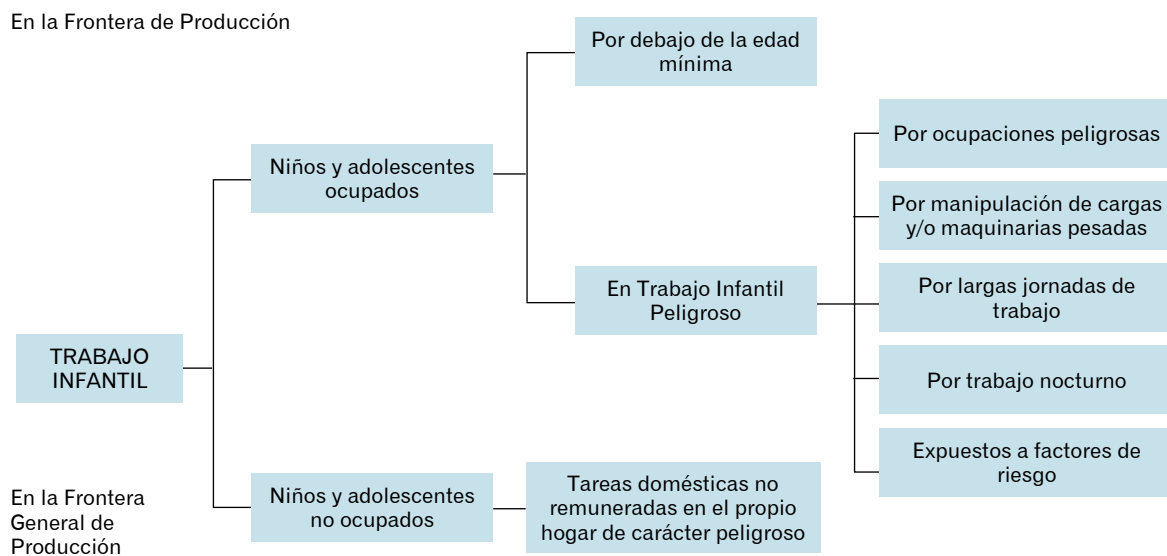 En la Frontera de Producción
Por debajo de la edad
mínima
Niños y adolescentes
ocupados
En Trabajo Infantil
Peligroso
Por ocupaciones peligrosas
Por manipulación de cargas
y/o maquinarias pesadas
Por largas jornadas de
trabajo
Por trabajo nocturno
Expuestos a factores de
riesgo
TRABAJO
INFANTIL
En la Frontera
General de
Producción
Niños y adolescentes
no ocupados
Tareas domésticas no
remuneradas en el propio
hogar de carácter peligroso